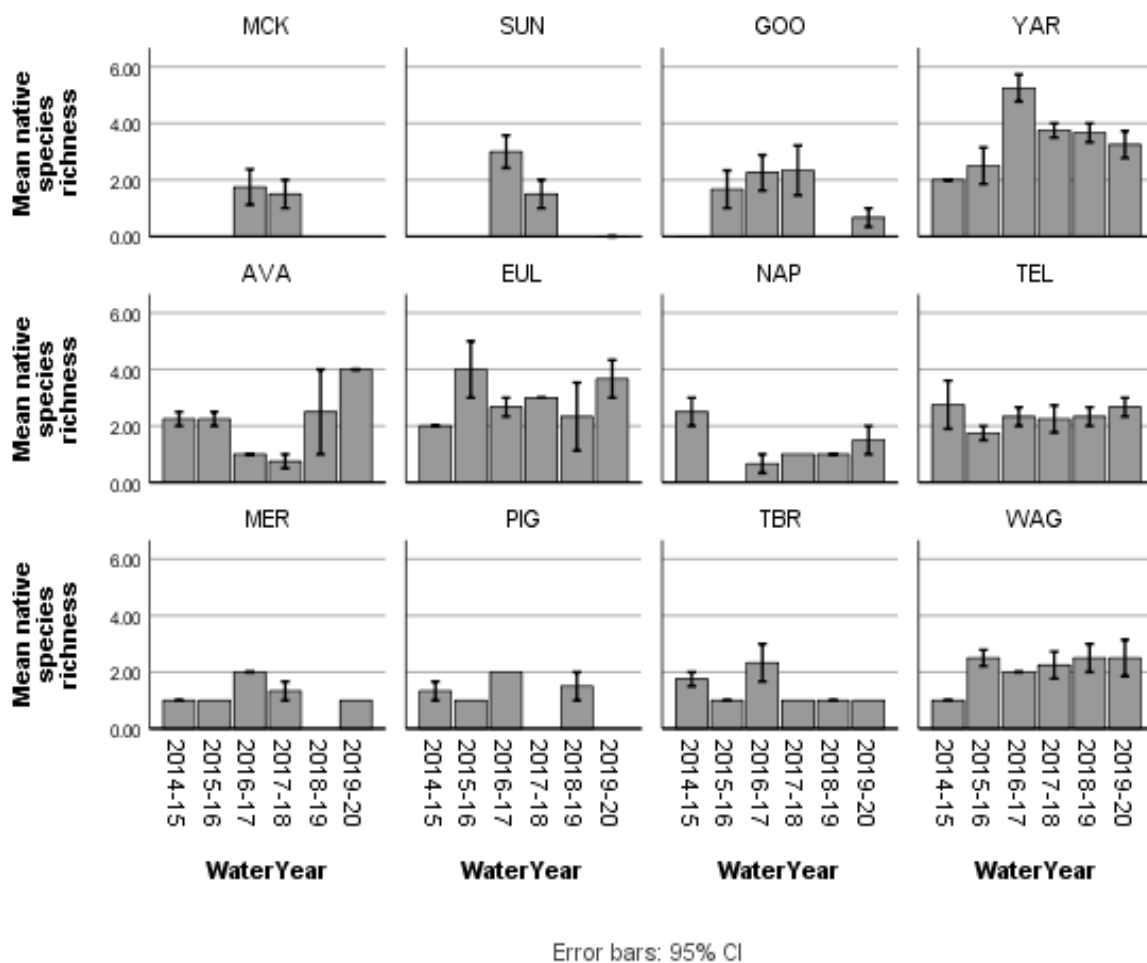 MCK SUN GOO YAR
Mean native
species
richness
6.00
4.00
2.00
0.00
AVA EUL NAP TEL
Mean native
species
richness
6.00
4.00
2.00
0.00
MER PIG TBR WAG
Mean native
species
richness
6.00
4.00
2.00
0.00
2014-15
2015-16
2016-17
2017-18
2018-19
2019-20
2014-15
2015-16
2016-17
2017-18
2018-19
2019-20
2014-15
2015-16
2016-17
2017-18
2018-19
2019-20
2014-15
2015-16
2016-17
2017-18
2018-19
2019-20
WaterYear WaterYear WaterYear WaterYear
Error bars: 95% CI